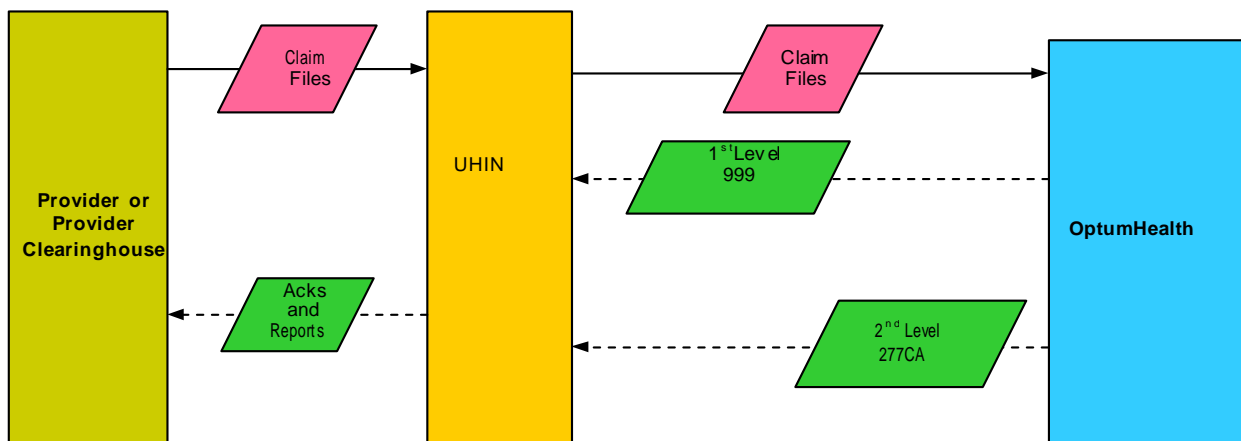 Claim
Files
Claim
Files
1st Level
999
UHIN
Provider or
Provider
Clearinghouse
OptumHealth
Acks
and
Reports
2nd Level
277CA